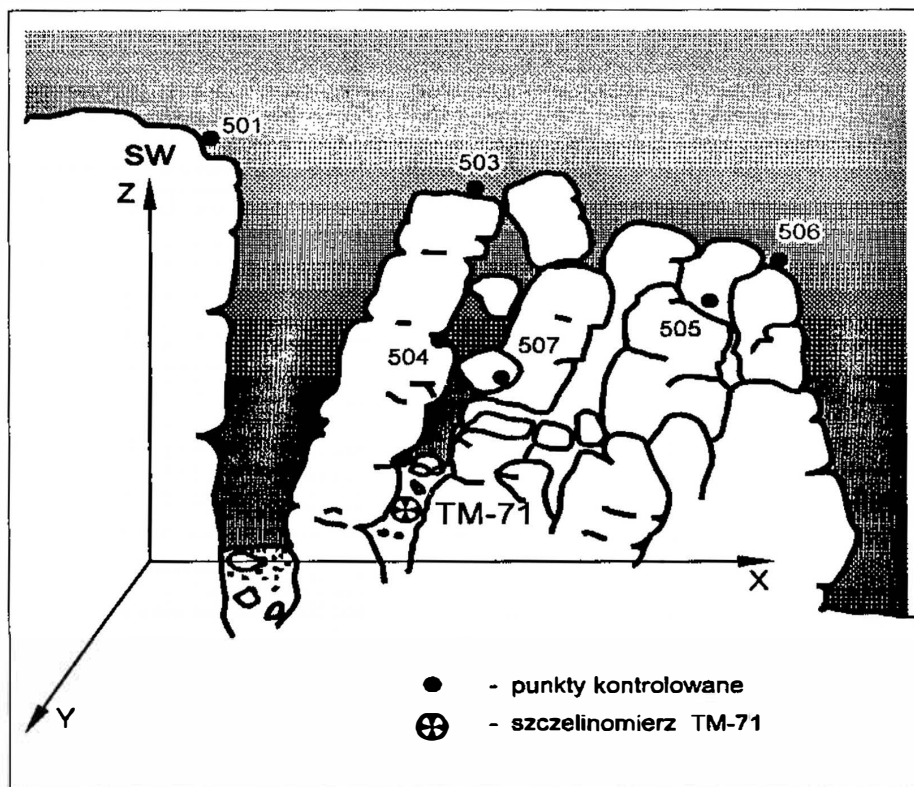 501
SW
503
Z
506
504
507
505
TM-71
X
Y
- punkty kontrolowane
- szczelinomierz TM-71